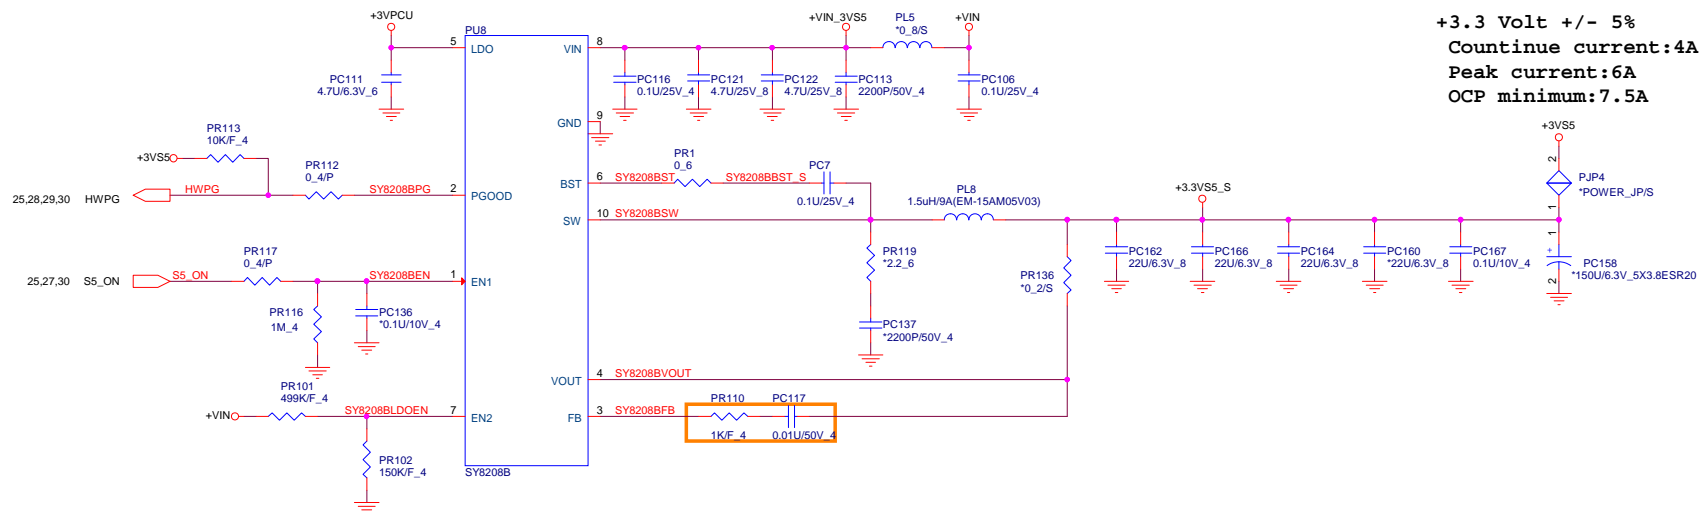 +3VPCU
PU8
5
LDO
PC111
4.7U/6.3V_6
PR113
10K/F_4
+3VS5
PR112
0_4/P
25,28,29,30 HWPG
HWPG
SY8208BPG
2
PGOOD
PR117
0_4/P
25,27,30 S5_ON
S5_ON
SY8208BEN
1
EN1
PR116
1M_4
PC136
*0.1U/10V_4
PR101
499K/F_4
+VIN
SY8208BLDOEN
7
EN2
PR102
150K/F_4
SY8208B
VIN
8
+VIN_3VS5
PL5
*0_8/S
+VIN
PC116
0.1U/25V_4
PC121
4.7U/25V_8
PC122
4.7U/25V_8
PC113
2200P/50V_4
PC106
0.1U/25V_4
GND
9
BST
6
SY8208BST
PR1
0_6
SY8208BBST_S
PC7
0.1U/25V_4
SW
10
SY8208BSW
PL8
1.5uH/9A(EM-15AM05V03)
PR119
*2.2_6
PC137
*2200P/50V_4
PR136
*0_2/S
VOUT
4
SY8208BVOUT
FB
3
SY8208BFB
PR110
1K/F_4
PC117
0.01U/50V_4
+3.3VS5_S
PC162
22U/6.3V_8
PC166
22U/6.3V_8
PC164
22U/6.3V_8
PC160
*22U/6.3V_8
PC167
0.1U/10V_4
+3.3 Volt +/- 5%
Countinue current:4A
Peak current:6A
OCP minimum:7.5A
+3VS5
2
PJP4
*POWER_JP/S
1
1
+
PC158
*150U/6.3V_5X3.8ESR20
2